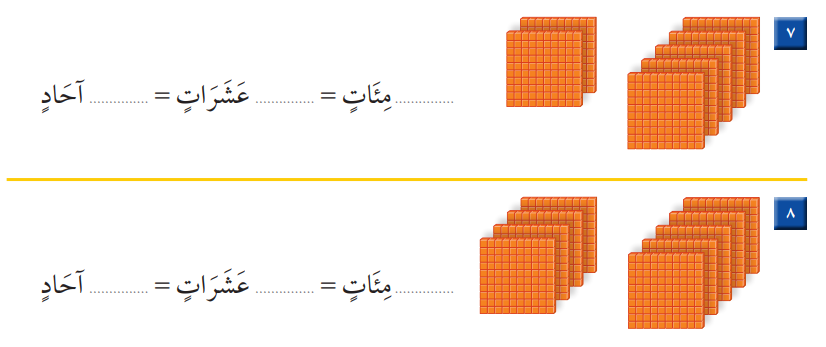 ٧
.............. مِئَاتٍ = .............. عَشَرَاتٍ = .............. آحَادٍ
٨
.............. مِئَاتٍ = .............. عَشَرَاتٍ = .............. آحَادٍ